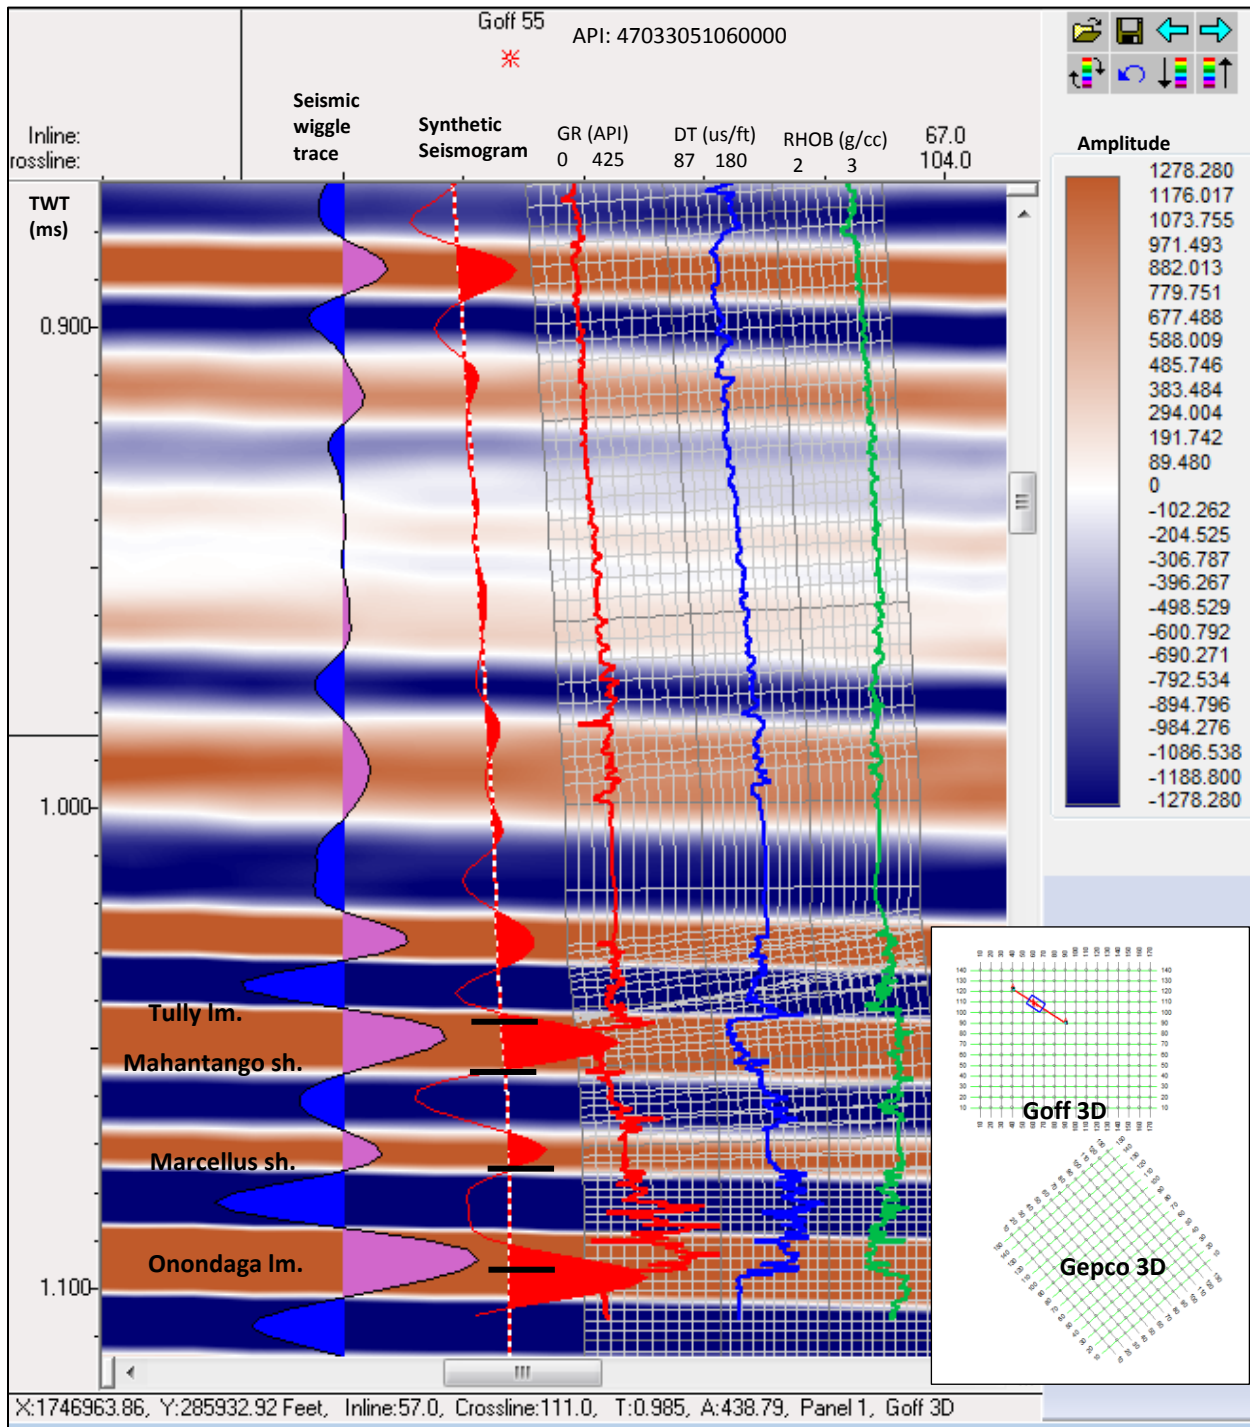 Goff 55
API: 47033051060000
Seismic
wiggle
trace
Synthetic
Seismogram
GR (API)
0 425
DT (us/ft)
87 180
RHOB (g/cc)
2 3
Inline:
rossline:
67.0
104.0
Amplitude
1278.280
1176.017
1073.755
971.493
882.013
779.751
677.488
588.009
485.746
383.484
294.004
191.742
89.480
0
-102.262
-204.525
-306.787
-396.267
-498.529
-600.792
-690.271
-792.534
-894.796
-984.276
-1086.538
-1188.800
-1278.280
TWT
(ms)
0.900
1.000
Tully lm.
Mahantango sh.
Marcellus sh.
Onondaga lm.
1.100
Goff 3D
Gepco 3D
X:1746963.86, Y:285932.92 Feet, Inline:57.0, Crossline:111.0, T:0.985, A:438.79, Panel 1, Goff 3D